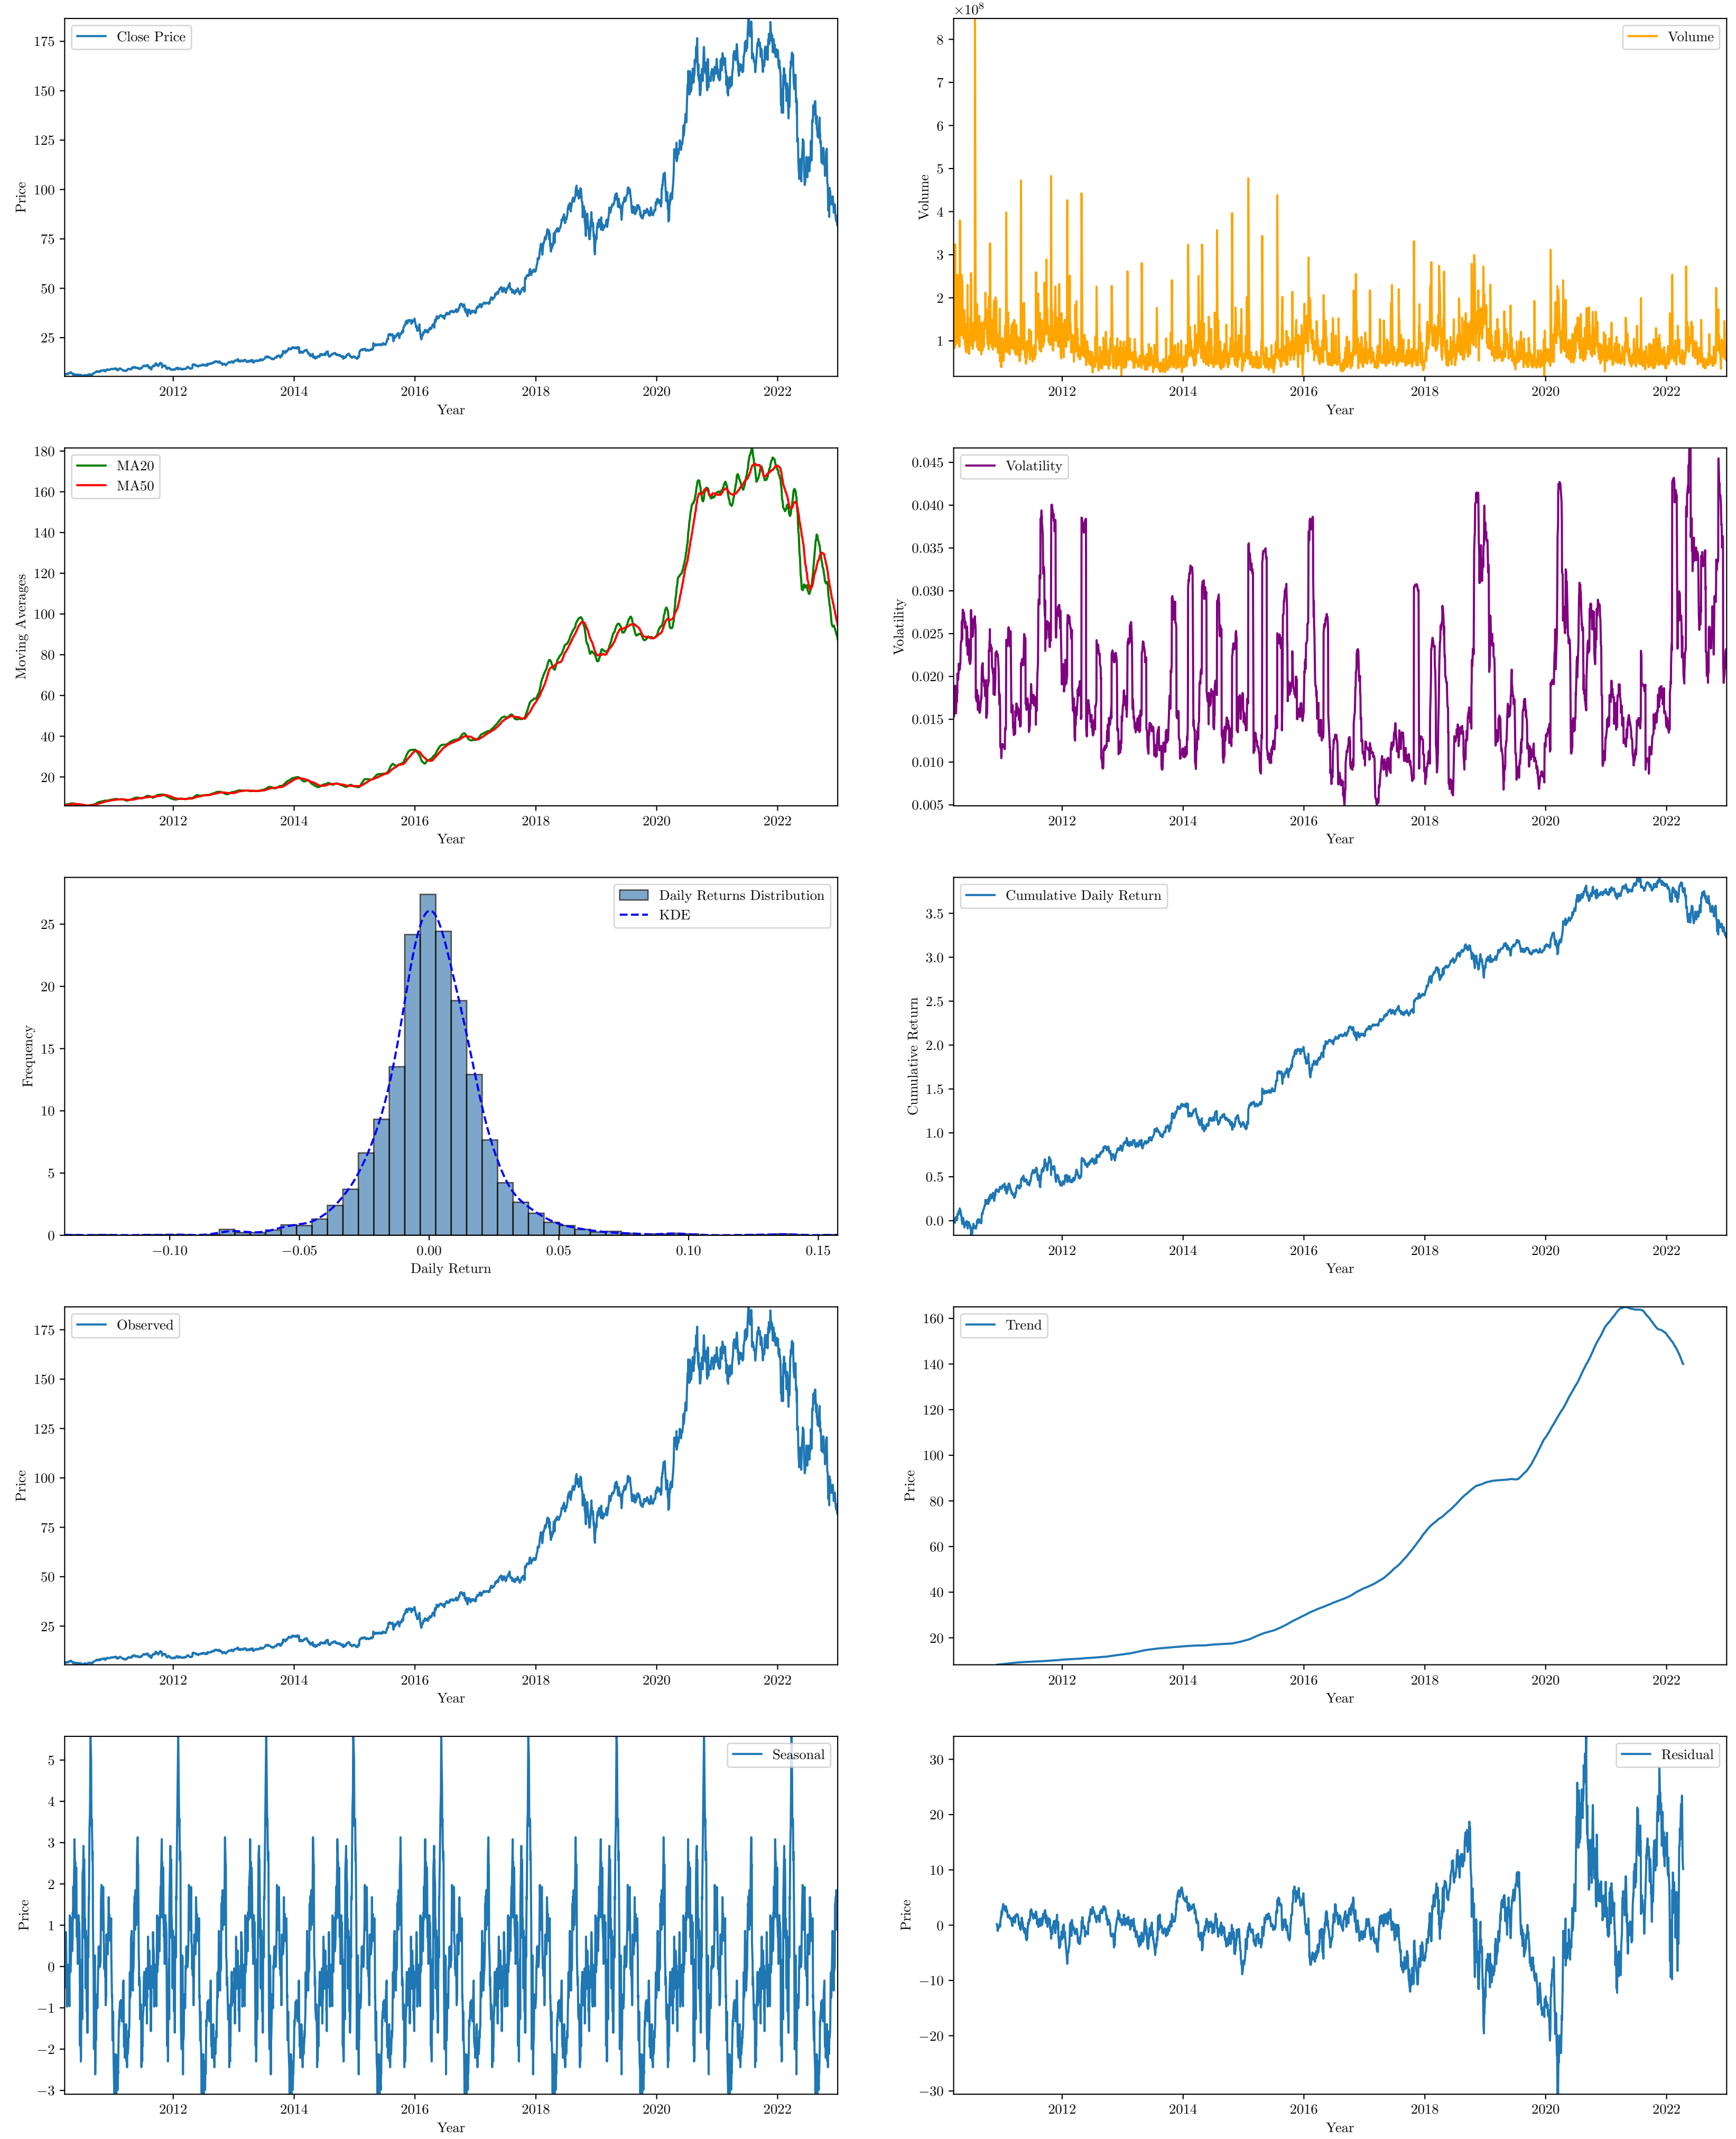 Close Price
175
150
125
100
75
50
25
Price
2012 2014 2016 2018 2020 2022
Year
×10⁸
Volume
8
7
6
5
4
3
2
1
Volume
2012 2014 2016 2018 2020 2022
Year
MA20
MA50
180
160
140
120
100
80
60
40
20
Moving Averages
2012 2014 2016 2018 2020 2022
Year
Volatility
0.045
0.040
0.035
0.030
0.025
0.020
0.015
0.010
0.005
Volatility
2012 2014 2016 2018 2020 2022
Year
Daily Returns Distribution
KDE
25
20
15
10
5
0
Frequency
−0.10 −0.05 0.00 0.05 0.10 0.15
Daily Return
Cumulative Daily Return
3.5
3.0
2.5
2.0
1.5
1.0
0.5
0.0
Cumulative Return
2012 2014 2016 2018 2020 2022
Year
Observed
175
150
125
100
75
50
25
Price
2012 2014 2016 2018 2020 2022
Year
Trend
160
140
120
100
80
60
40
20
Price
2012 2014 2016 2018 2020 2022
Year
Seasonal
5
4
3
2
1
0
−1
−2
−3
Price
2012 2014 2016 2018 2020 2022
Year
Residual
30
20
10
0
−10
−20
−30
Price
2012 2014 2016 2018 2020 2022
Year